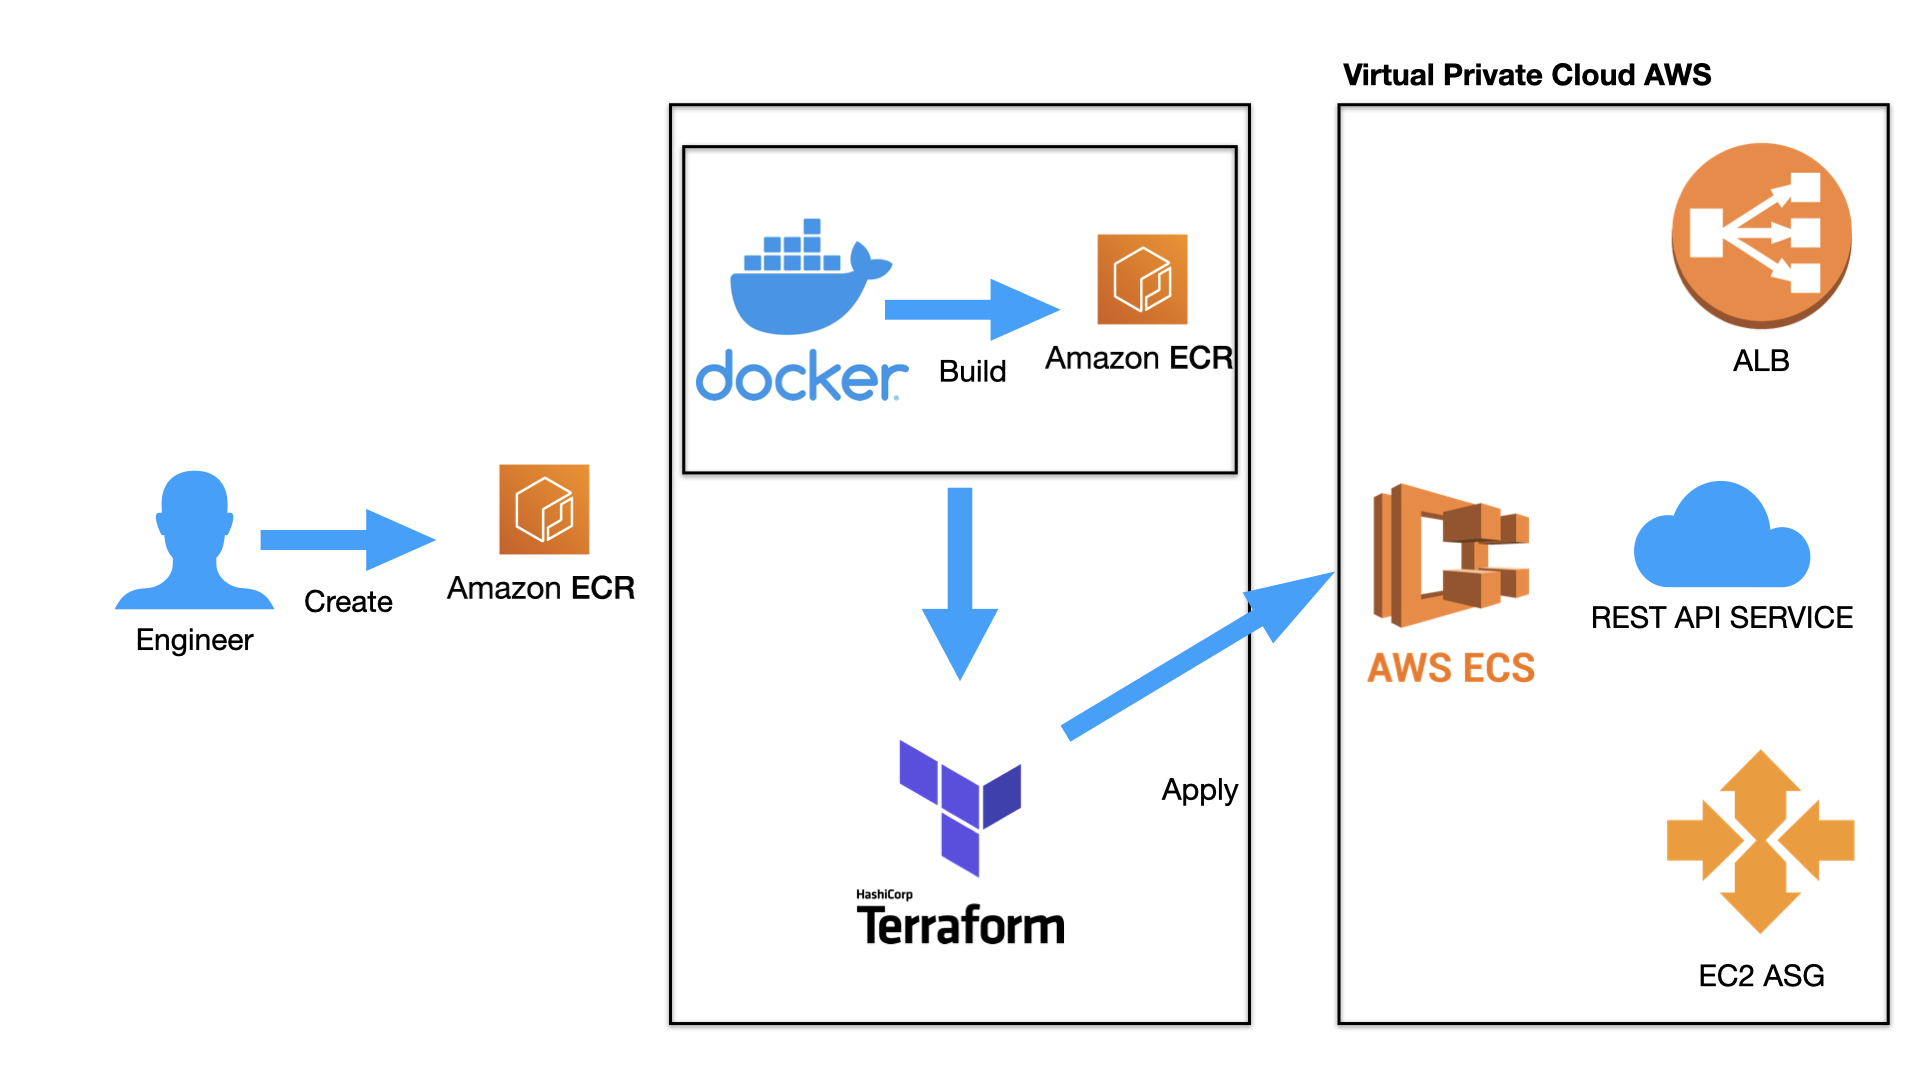 Virtual Private Cloud AWS
docker
Build
Amazon ECR
ALB
Engineer
Create
Amazon ECR
AWS ECS
REST API SERVICE
HashiCorp
Terraform
Apply
EC2 ASG